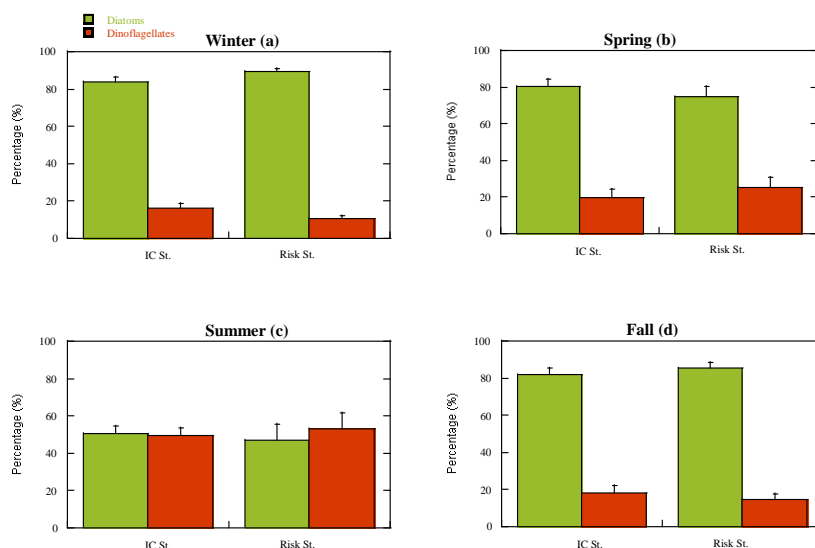 Diatoms
Dinoflagellates
Winter (a)
100
80
60
40
20
0
Percentage (%)
IC St.
Risk St.
Spring (b)
100
80
60
40
20
0
Percentage (%)
IC St.
Risk St.
Summer (c)
100
80
60
40
20
0
Percentage (%)
IC St.
Risk St.
Fall (d)
100
80
60
40
20
0
Percentage (%)
IC St.
Risk St.